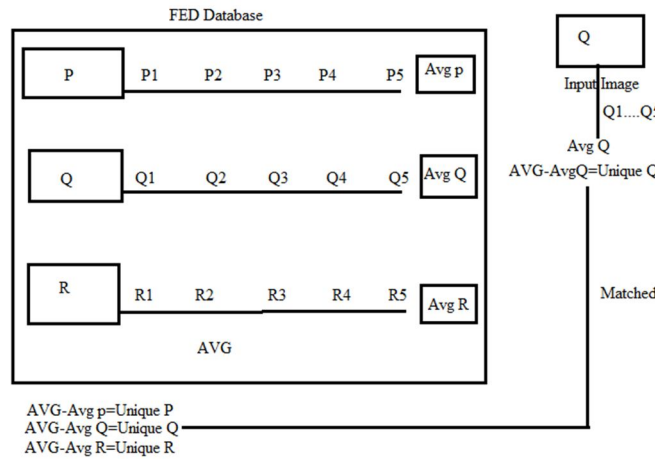 FED Database
P P1 P2 P3 P4 P5 Avg p
Q Q1 Q2 Q3 Q4 Q5 Avg Q
R R1 R2 R3 R4 R5 Avg R
AVG
AVG-Avg p=Unique P
AVG-Avg Q=Unique Q
AVG-Avg R=Unique R
Q
Input Image
Q1....Q5
Avg Q
AVG-AvgQ=Unique Q
Matched